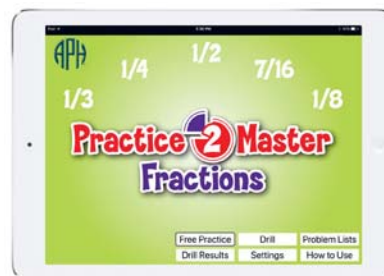 APH
1/3 1/4 1/2 7/16 1/8
Practice 2 Master
Fractions
Free Practice Drill Problem Lists
Drill Results Settings How to Use